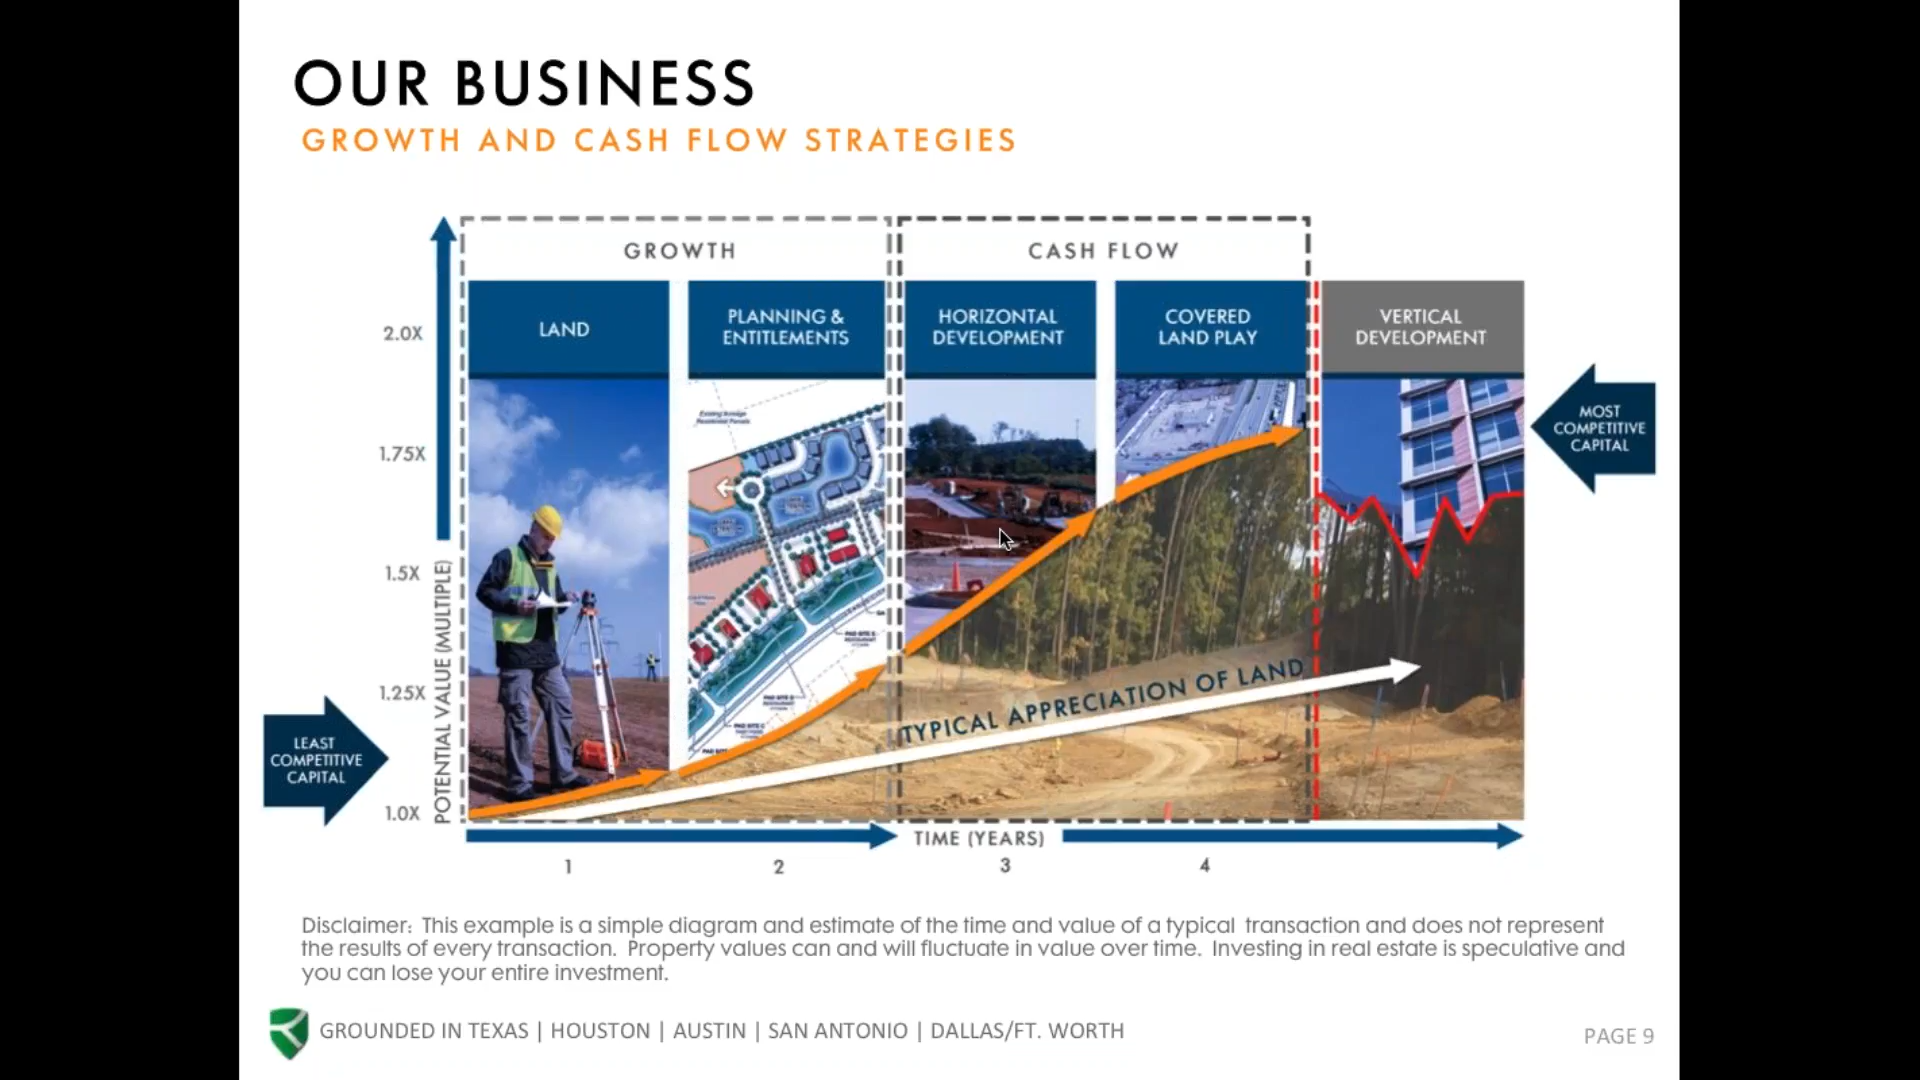 OUR BUSINESS
GROWTH AND CASH FLOW STRATEGIES
GROWTH
CASH FLOW
LAND
PLANNING &
ENTITLEMENTS
HORIZONTAL
DEVELOPMENT
COVERED
LAND PLAY
VERTICAL
DEVELOPMENT
2.0X
1.75X
1.5X
1.25X
1.0X
POTENTIAL VALUE (MULTIPLE)
MOST
COMPETITIVE
CAPITAL
LEAST
COMPETITIVE
CAPITAL
TYPICAL APPRECIATION OF LAND
TIME (YEARS)
1
2
3
4
Disclaimer: This example is a simple diagram and estimate of the time and value of a typical transaction and does not represent
the results of every transaction. Property values can and will fluctuate in value over time. Investing in real estate is speculative and
you can lose your entire investment.
GROUNDED IN TEXAS | HOUSTON | AUSTIN | SAN ANTONIO | DALLAS/FT. WORTH
PAGE 9